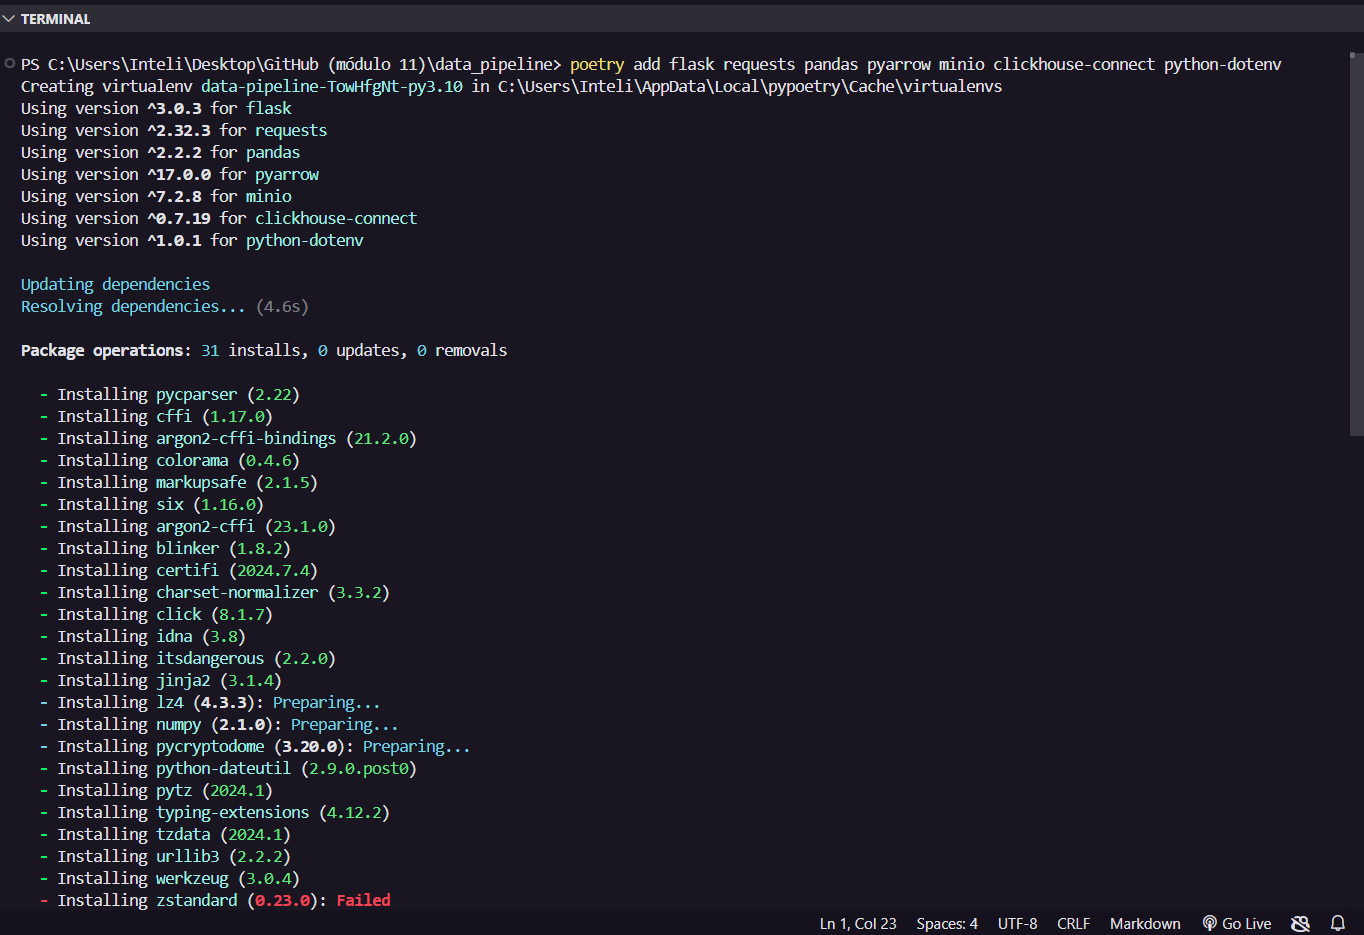 TERMINAL
PS C:\Users\Inteli\Desktop\GitHub (módulo 11)\data_pipeline> poetry add flask requests pandas pyarrow minio clickhouse-connect python-dotenv
Creating virtualenv data-pipeline-TowHfgNt-py3.10 in C:\Users\Inteli\AppData\Local\pypoetry\Cache\virtualenvs
Using version ^3.0.3 for flask
Using version ^2.32.3 for requests
Using version ^2.2.2 for pandas
Using version ^17.0.0 for pyarrow
Using version ^7.2.8 for minio
Using version ^0.7.19 for clickhouse-connect
Using version ^1.0.1 for python-dotenv
Updating dependencies
Resolving dependencies... (4.6s)
Package operations: 31 installs, 0 updates, 0 removals
- Installing pycparser (2.22)
- Installing cffi (1.17.0)
- Installing argon2-cffi-bindings (21.2.0)
- Installing colorama (0.4.6)
- Installing markupsafe (2.1.5)
- Installing six (1.16.0)
- Installing argon2-cffi (23.1.0)
- Installing blinker (1.8.2)
- Installing certifi (2024.7.4)
- Installing charset-normalizer (3.3.2)
- Installing click (8.1.7)
- Installing idna (3.8)
- Installing itsdangerous (2.2.0)
- Installing jinja2 (3.1.4)
- Installing lz4 (4.3.3): Preparing...
- Installing numpy (2.1.0): Preparing...
- Installing pycryptodome (3.20.0): Preparing...
- Installing python-dateutil (2.9.0.post0)
- Installing pytz (2024.1)
- Installing typing-extensions (4.12.2)
- Installing tzdata (2024.1)
- Installing urllib3 (2.2.2)
- Installing werkzeug (3.0.4)
- Installing zstandard (0.23.0): Failed
Ln 1, Col 23 Spaces: 4 UTF-8 CRLF Markdown Go Live